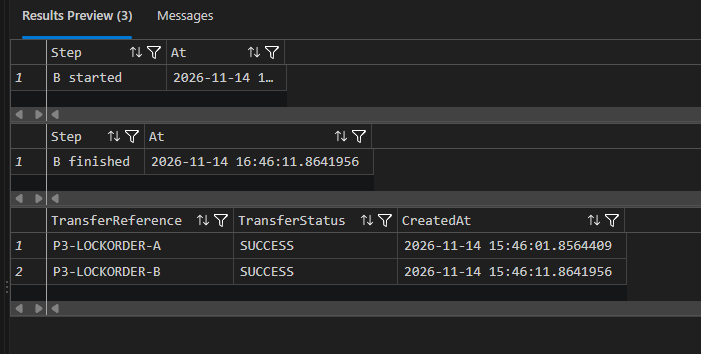 Results Preview (3) Messages
Step At
1 B started 2026-11-14 1…
Step At
1 B finished 2026-11-14 16:46:11.8641956
TransferReference TransferStatus CreatedAt
1 P3-LOCKORDER-A SUCCESS 2026-11-14 15:46:01.8564409
2 P3-LOCKORDER-B SUCCESS 2026-11-14 15:46:11.8641956